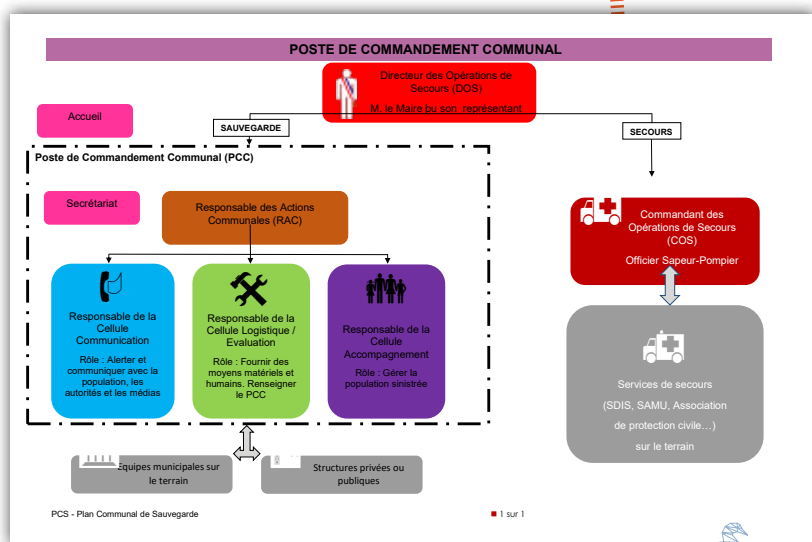 POSTE DE COMMANDEMENT COMMUNAL
Directeur des Opérations de
Secours (DOS)
M. le Maire ou son représentant
Accueil
SAUVEGARDE
SECOURS
Poste de Commandement Communal (PCC)
Secrétariat
Responsable des Actions
Communales (RAC)
Commandant des
Opérations de Secours
(COS)
Officier Sapeur-Pompier
Responsable de la
Cellule
Communication
Rôle : Alerter et
communiquer avec la
population, les
autorités et les médias
Responsable de la
Cellule Logistique /
Evaluation
Rôle : Fournir des
moyens matériels et
humains. Renseigner
le PCC
Responsable de la
Cellule
Accompagnement
Rôle : Gérer la
population sinistrée
Services de secours
(SDIS, SAMU, Association
de protection civile…)
sur le terrain
Equipes municipales sur
le terrain
Structures privées ou
publiques
PCS - Plan Communal de Sauvegarde
1 sur 1